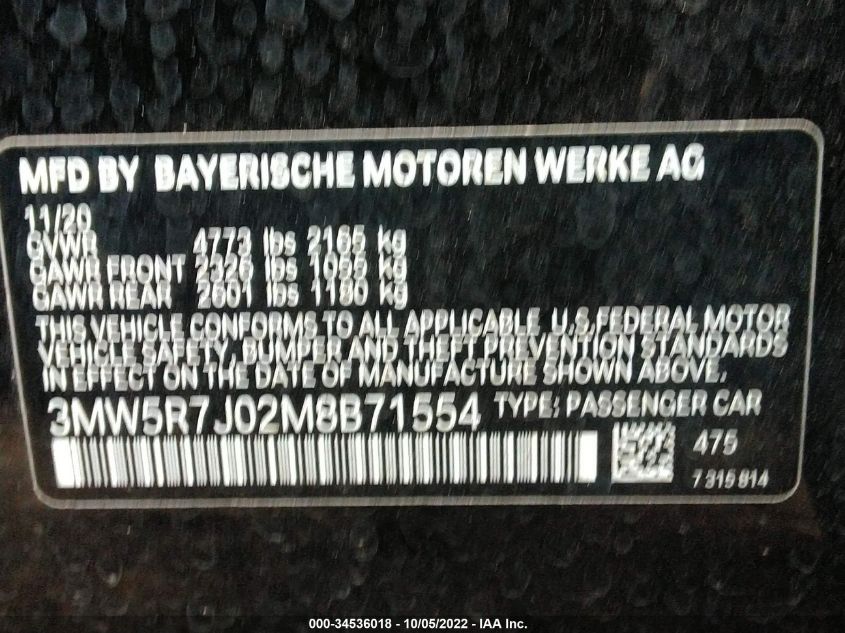 MFD BY BAYERISCHE MOTOREN WERKE AG
11/20
GVWR 4773 lbs 2165 kg
GAWR FRONT 2326 lbs 1055 kg
GAWR REAR 2601 lbs 1180 kg
THIS VEHICLE CONFORMS TO ALL APPLICABLE U.S.FEDERAL MOTOR
VEHICLE SAFETY, BUMPER AND THEFT PREVENTION STANDARDS
IN EFFECT ON THE DATE OF MANUFACTURE SHOWN ABOVE.
3MW5R7J02M8B71554 TYPE: PASSENGER CAR
475
7315814
000-34536018 - 10/05/2022 - IAA Inc.